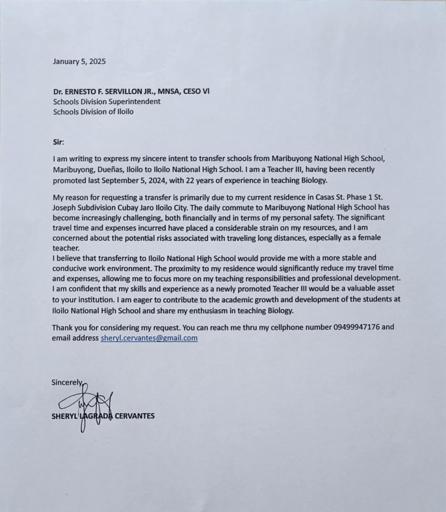 January 5, 2025
Dr. ERNESTO F. SERVILLON JR., MNSA, CESO VI
Schools Division Superintendent
Schools Division of Iloilo
Sir:
I am writing to express my sincere intent to transfer schools from Maribuyong National High School,
Maribuyong, Dueñas, Iloilo to Iloilo National High School. I am a Teacher III, having been recently
promoted last September 5, 2024, with 22 years of experience in teaching Biology.
My reason for requesting a transfer is primarily due to my current residence in Casas St. Phase 1 St.
Joseph Subdivision Cubay Jaro Iloilo City. The daily commute to Maribuyong National High School has
become increasingly challenging, both financially and in terms of my personal safety. The significant
travel time and expenses incurred have placed a considerable strain on my resources, and I am
concerned about the potential risks associated with traveling long distances, especially as a female
teacher.
I believe that transferring to Iloilo National High School would provide me with a more stable and
conducive work environment. The proximity to my residence would significantly reduce my travel time
and expenses, allowing me to focus more on my teaching responsibilities and professional development.
I am confident that my skills and experience as a newly promoted Teacher III would be a valuable asset
to your institution. I am eager to contribute to the academic growth and development of the students at
Iloilo National High School and share my enthusiasm in teaching Biology.
Thank you for considering my request. You can reach me thru my cellphone number 09499947176 and
email address sheryl.cervantes@gmail.com
Sincerely,
SHERYL LAGRADA CERVANTES